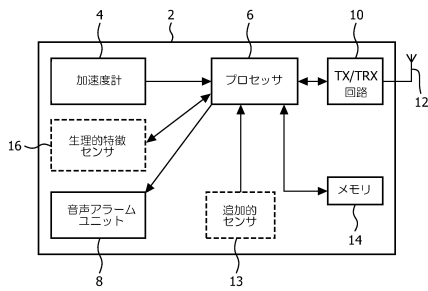 4
2
6
10
加速度計
プロセッサ
TX/TRX
回路
12
16
生理的特徴
センサ
音声アラーム
ユニット
追加的
センサ
メモリ
14
8
13